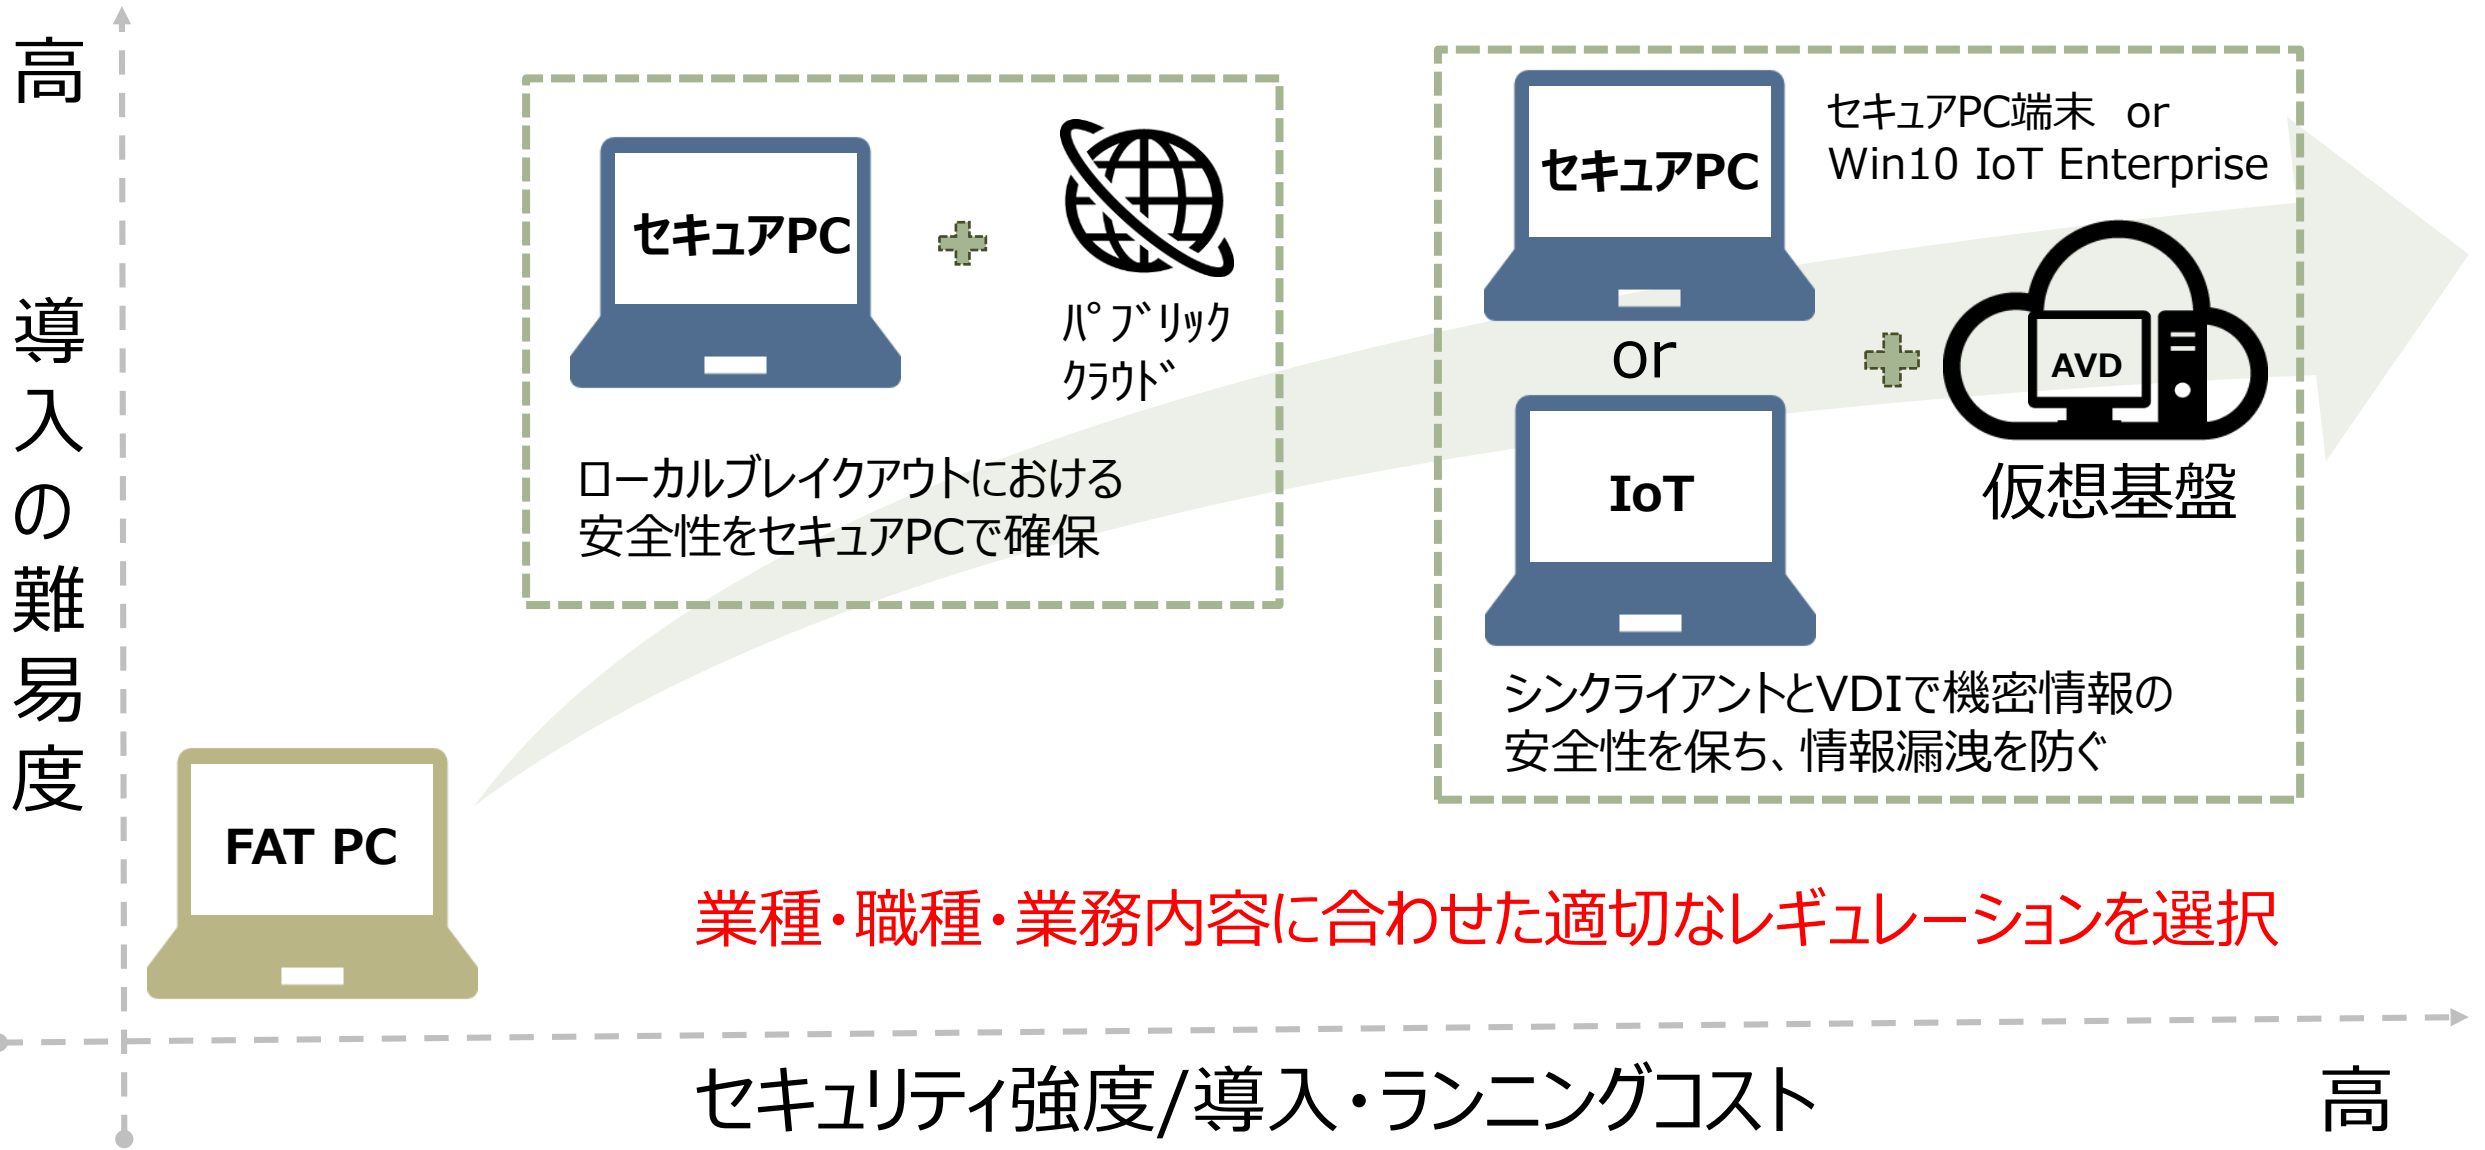 高
導入の難易度
セキュアPC
ﾊﾟﾌﾞﾘｯｸ
ｸﾗｳﾄﾞ
ローカルブレイクアウトにおける
安全性をセキュアPCで確保
セキュアPC
セキュアPC端末　or
Win10 IoT Enterprise
or
AVD
仮想基盤
IoT
シンクライアントとVDIで機密情報の
安全性を保ち、情報漏洩を防ぐ
FAT PC
業種・職種・業務内容に合わせた適切なレギュレーションを選択
セキュリティ強度/導入・ランニングコスト
高